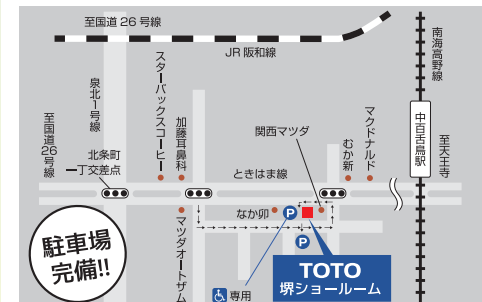 至国道26号線
JR阪和線
南海高野線
泉北1号線
スターバックスコーヒー
加藤耳鼻科
関西マツダ
マクドナルド
むか新
中百舌鳥駅
至国道26号線
北条町
一丁交差点
ときはま線
至天王寺
なか卯
P
マツダオートザム
P
駐車場
完備!!
専用
TOTO
堺ショールーム